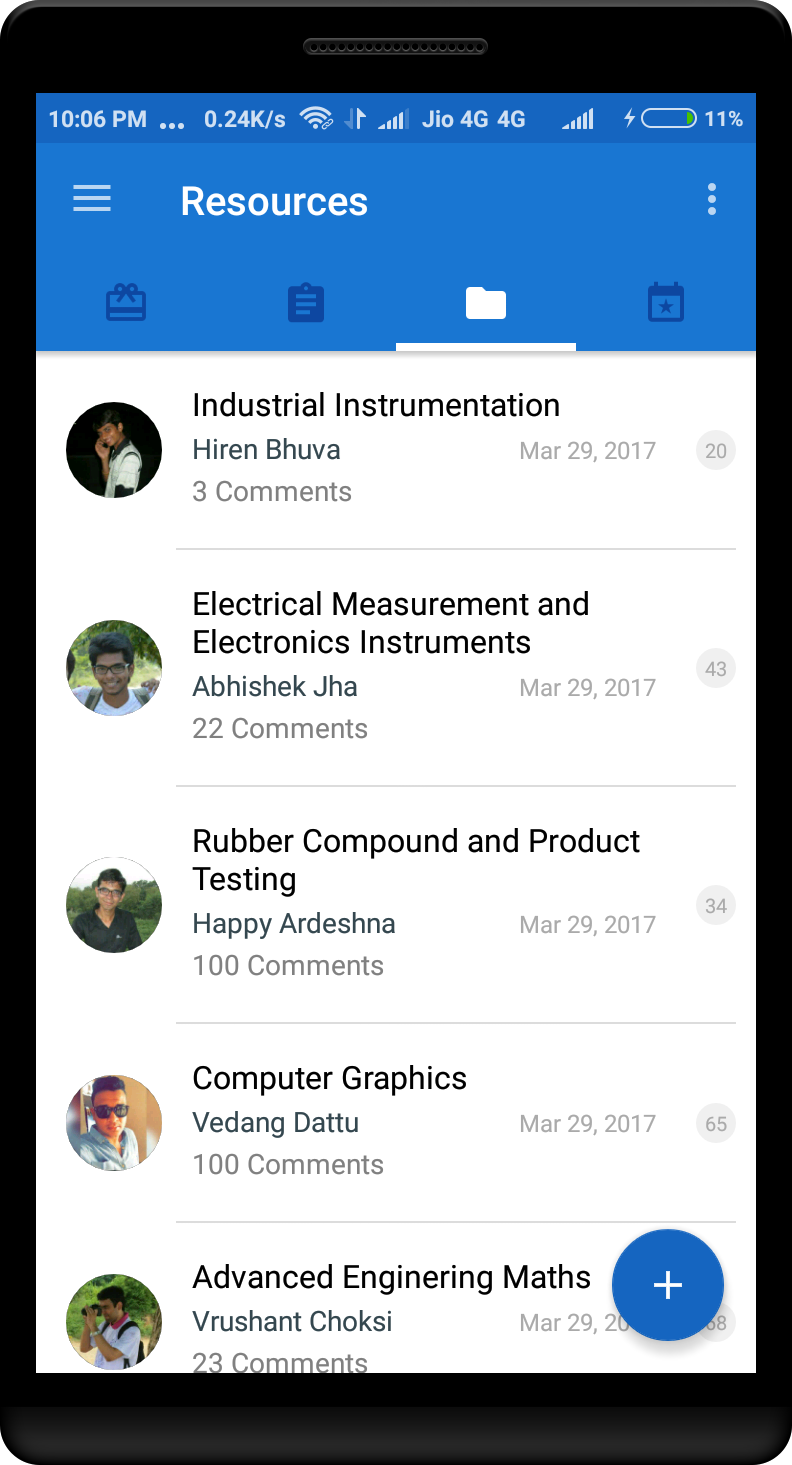 10:06 PM ... 0.24K/s Jio 4G 4G 11%
Resources
Industrial Instrumentation
Hiren Bhuva Mar 29, 2017 20
3 Comments
Electrical Measurement and
Electronics Instruments
43
Abhishek Jha Mar 29, 2017
22 Comments
Rubber Compound and Product
Testing
34
Happy Ardeshna Mar 29, 2017
100 Comments
Computer Graphics
Vedang Dattu Mar 29, 2017 65
100 Comments
Advanced Enginering Maths
Vrushant Choksi Mar 29, 20
23 Comments